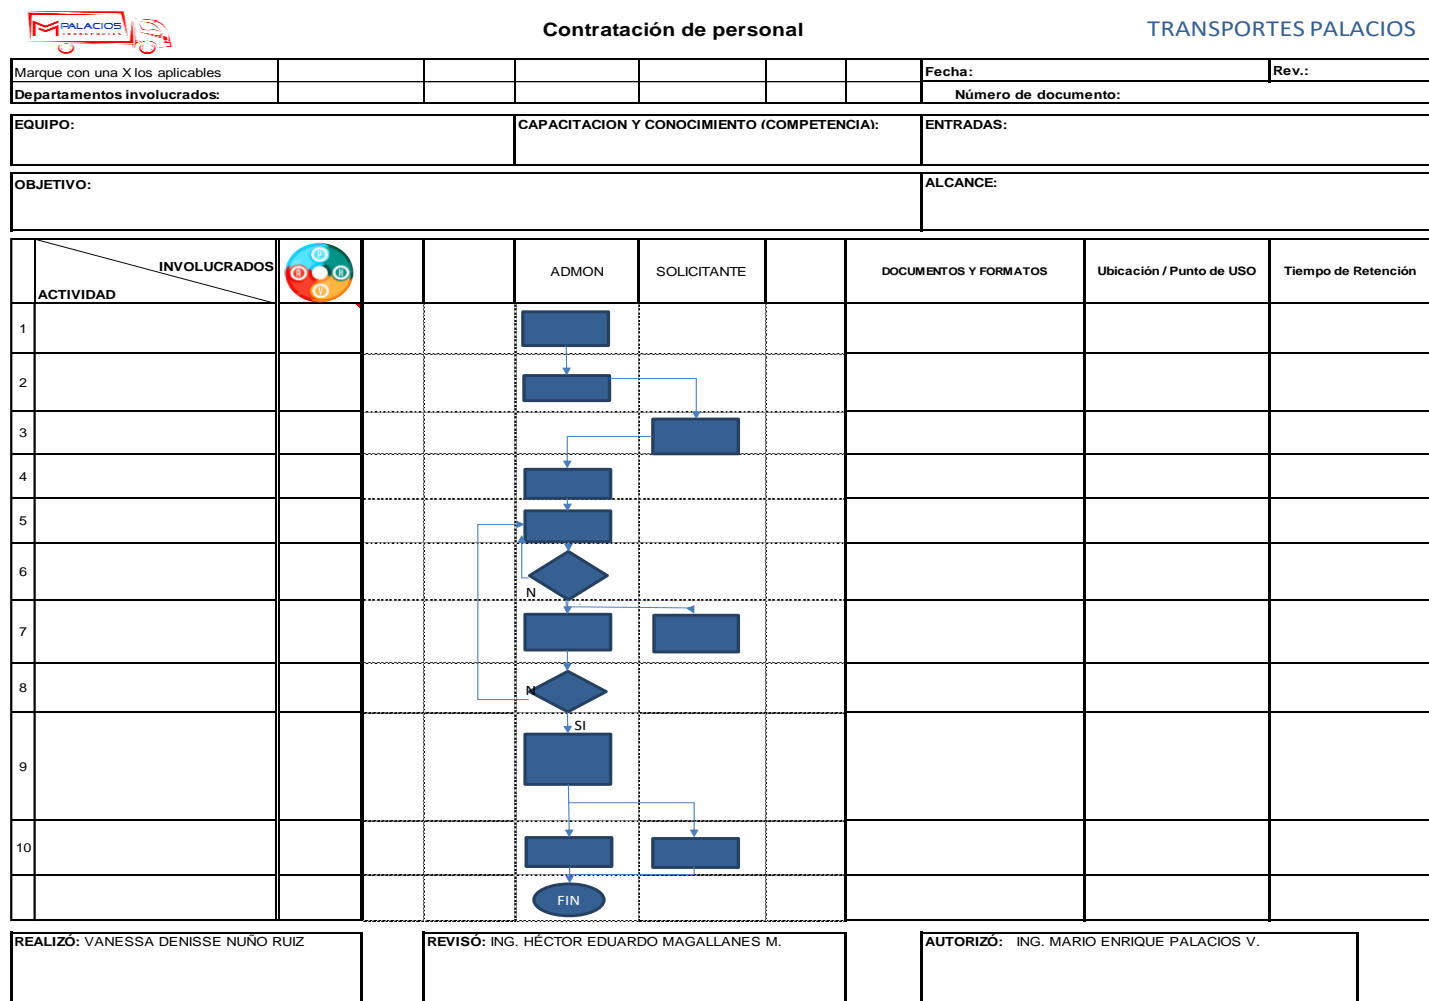 PALACIOS
TRANSPORTES
Contratación de personal
TRANSPORTES PALACIOS
Marque con una X los aplicables
Fecha:
Rev.:
Departamentos involucrados:
Número de documento:
EQUIPO:
CAPACITACION Y CONOCIMIENTO (COMPETENCIA):
ENTRADAS:
OBJETIVO:
ALCANCE:
INVOLUCRADOS
ACTIVIDAD
P
H
V
ADMON
SOLICITANTE
DOCUMENTOS Y FORMATOS
Ubicación / Punto de USO
Tiempo de Retención
1
2
3
4
5
6
N
7
8
N
SI
9
10
FIN
REALIZÓ: VANESSA DENISSE NUÑO RUIZ
REVISÓ: ING. HÉCTOR EDUARDO MAGALLANES M.
AUTORIZÓ: ING. MARIO ENRIQUE PALACIOS V.